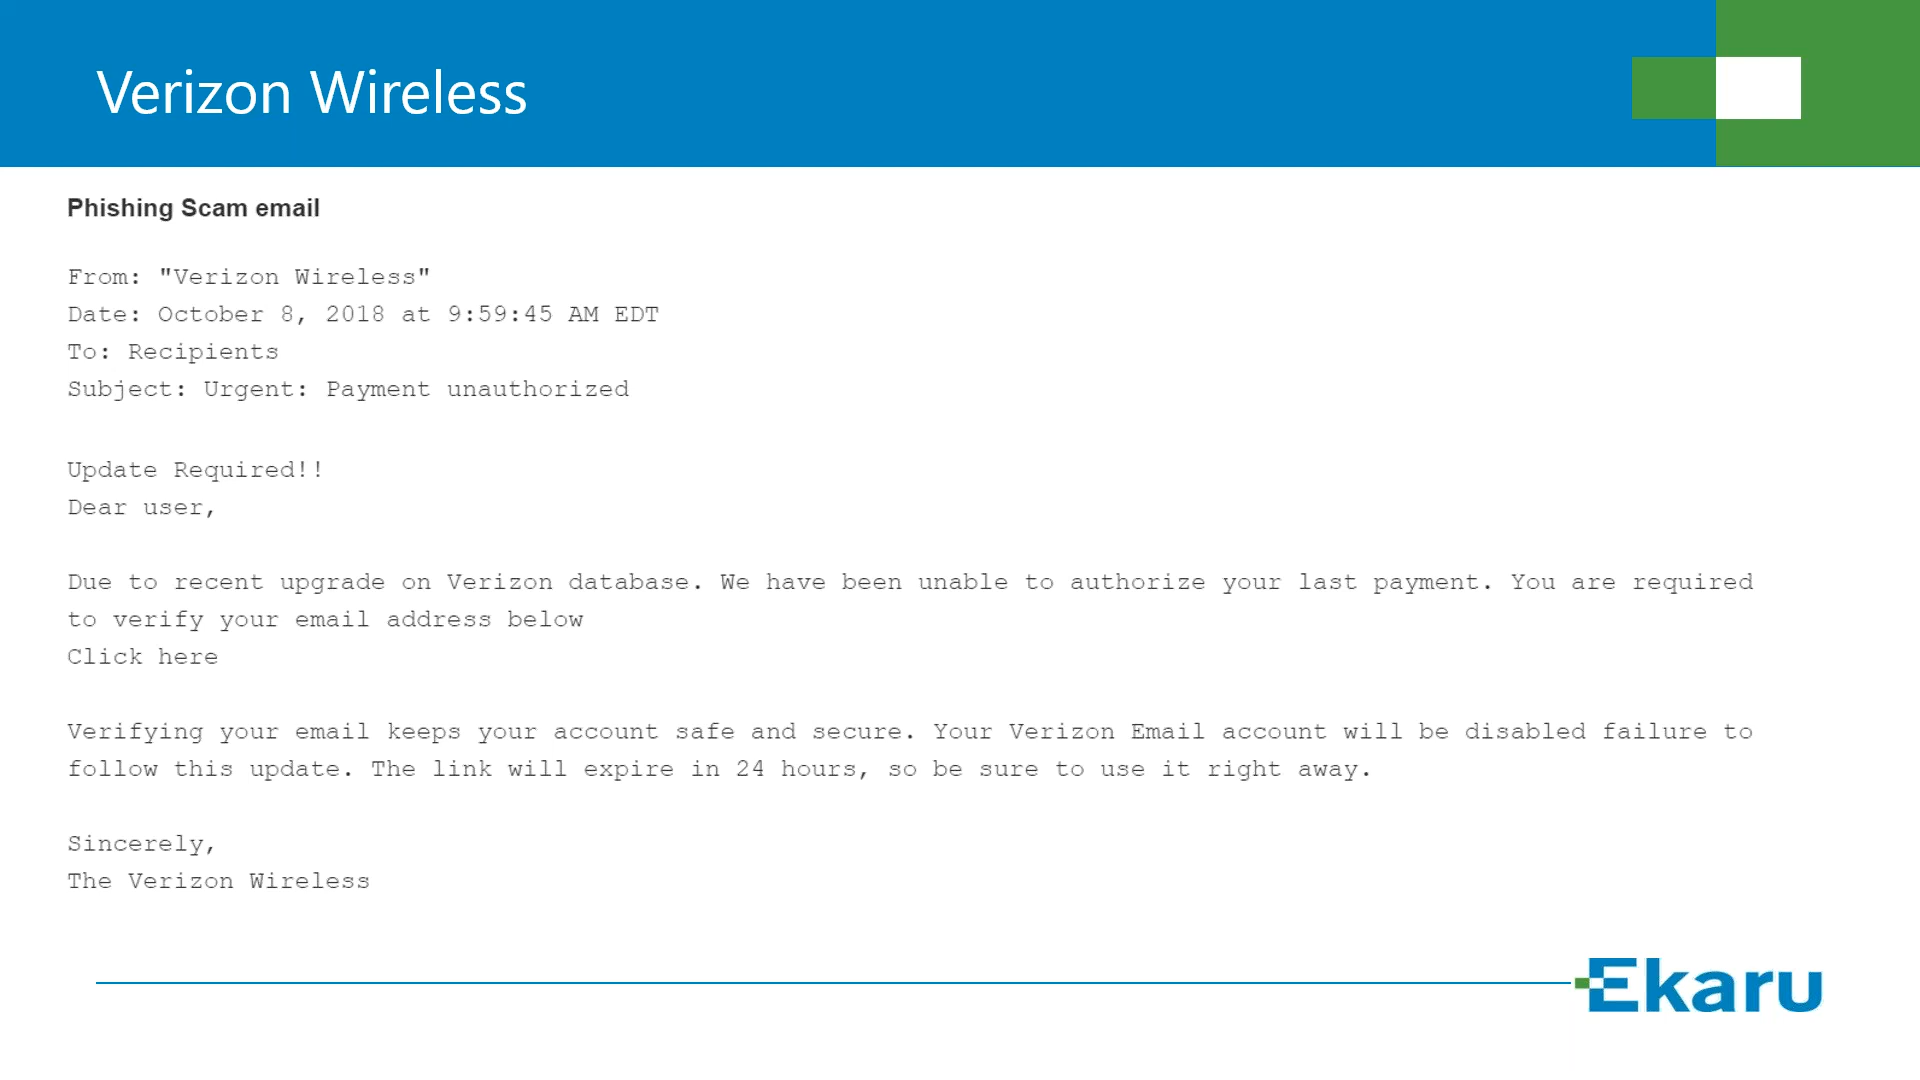 Verizon Wireless
Phishing Scam email
From: "Verizon Wireless"
Date: October 8, 2018 at 9:59:45 AM EDT
To: Recipients
Subject: Urgent: Payment unauthorized
Update Required!!
Dear user,
Due to recent upgrade on Verizon database. We have been unable to authorize your last payment. You are required
to verify your email address below
Click here
Verifying your email keeps your account safe and secure. Your Verizon Email account will be disabled failure to
follow this update. The link will expire in 24 hours, so be sure to use it right away.
Sincerely,
The Verizon Wireless
Ekaru